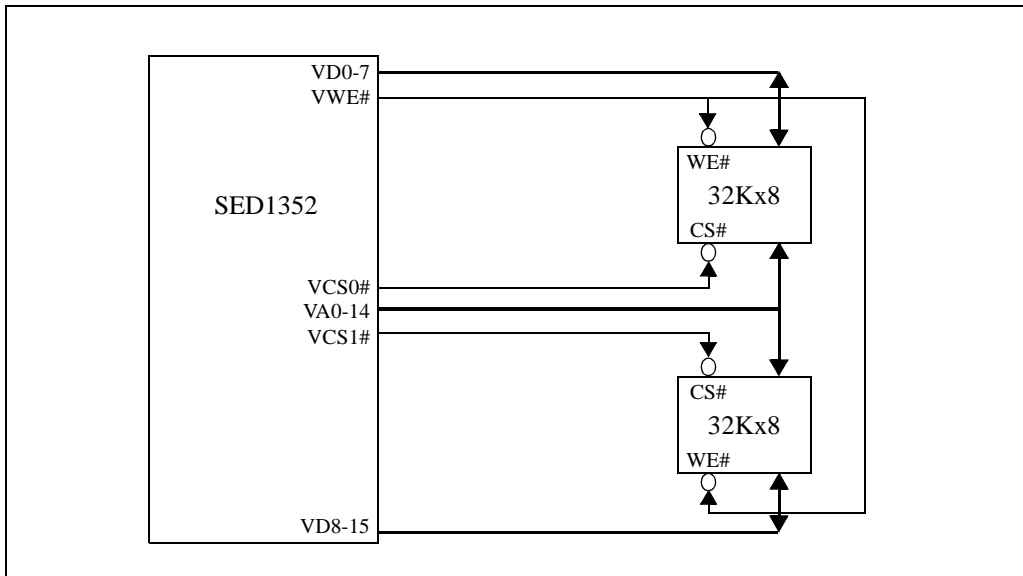 VD0-7
VWE#
WE#
32Kx8
SED1352
CS#
VCS0#
VA0-14
VCS1#
CS#
32Kx8
WE#
VD8-15